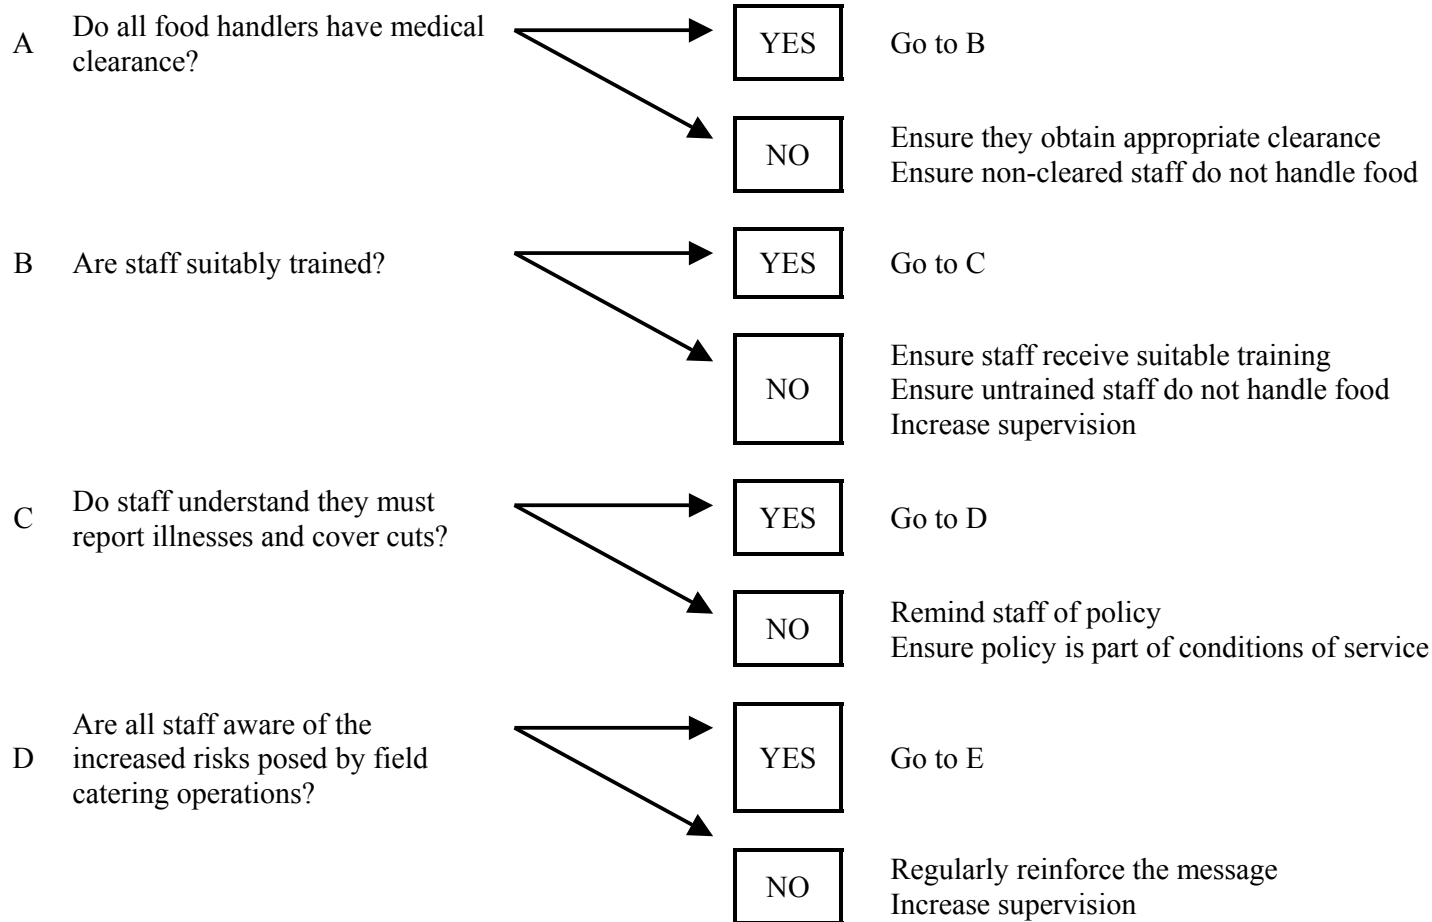 A
Do all food handlers have medical
clearance?
YES
Go to B
NO
Ensure they obtain appropriate clearance
Ensure non-cleared staff do not handle food
B
Are staff suitably trained?
YES
Go to C
NO
Ensure staff receive suitable training
Ensure untrained staff do not handle food
Increase supervision
C
Do staff understand they must
report illnesses and cover cuts?
YES
Go to D
NO
Remind staff of policy
Ensure policy is part of conditions of service
D
Are all staff aware of the
increased risks posed by field
catering operations?
YES
Go to E
NO
Regularly reinforce the message
Increase supervision